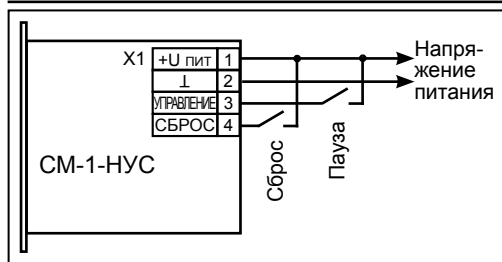 X1
+U пит 1
⊥ 2
УПРАВЛЕНИЕ 3
СБРОС 4
СМ-1-НУС
Сброс
Пауза
Напря-
жение
питания